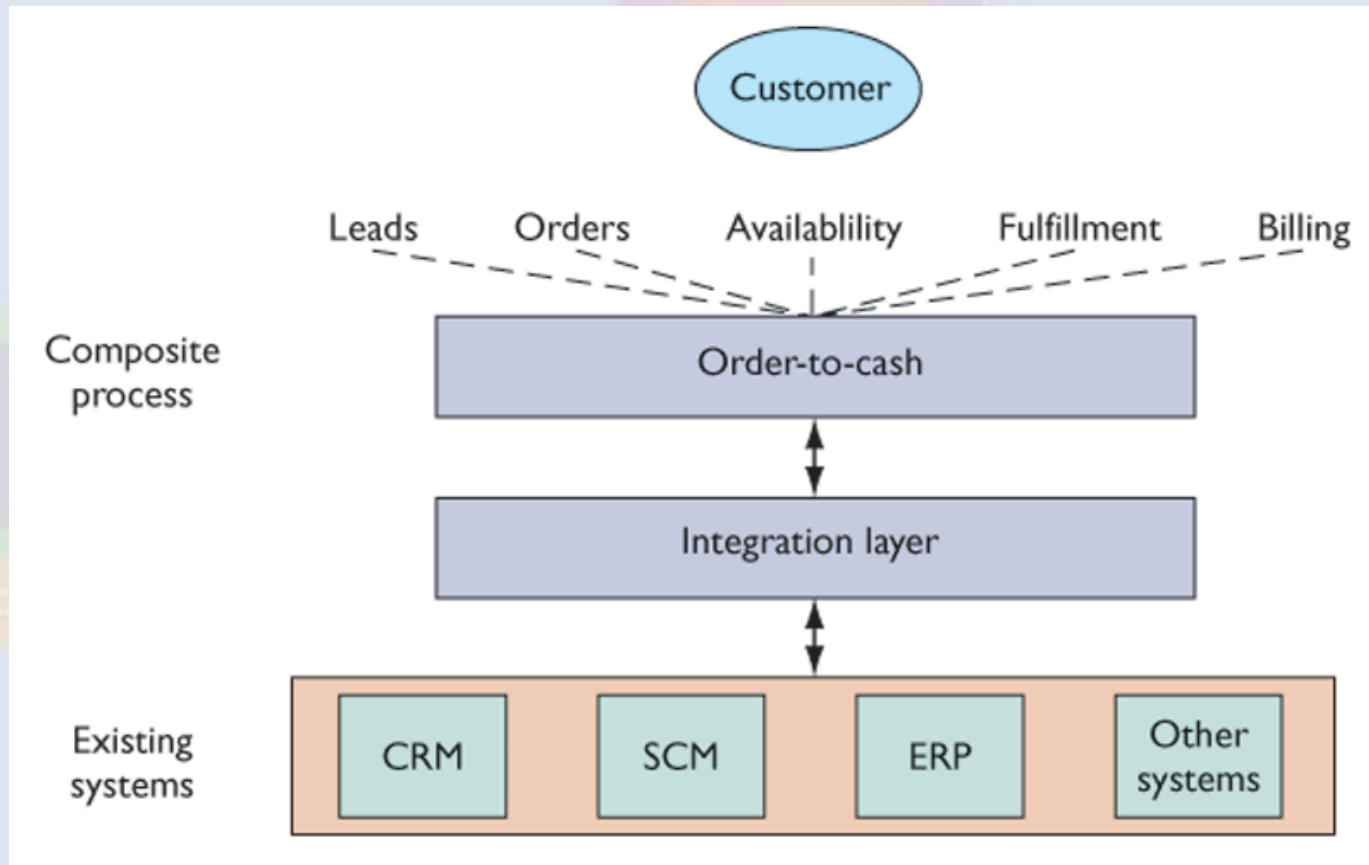 Customer
Leads
Orders
Availablility
Fulfillment
Billing
Composite
process
Order-to-cash
Integration layer
Existing
systems
CRM
SCM
ERP
Other
systems